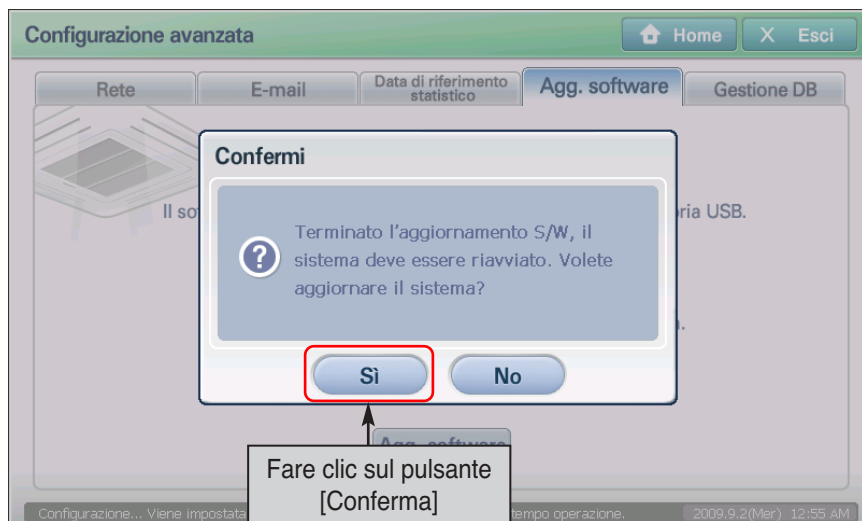 Configurazione avanzata
Home
X Esci
Rete
E-mail
Data di riferimento
statistico
Agg. software
Gestione DB
Confermi
Il so
ria USB.
Terminato l'aggiornamento S/W, il
sistema deve essere riavviato. Volete
aggiornare il sistema?
Sì
No
Agg. software
Fare clic sul pulsante
[Conferma]
Configurazione... Viene impostata
tempo operazione.
2009.9.2(Mer) 12:55 AM